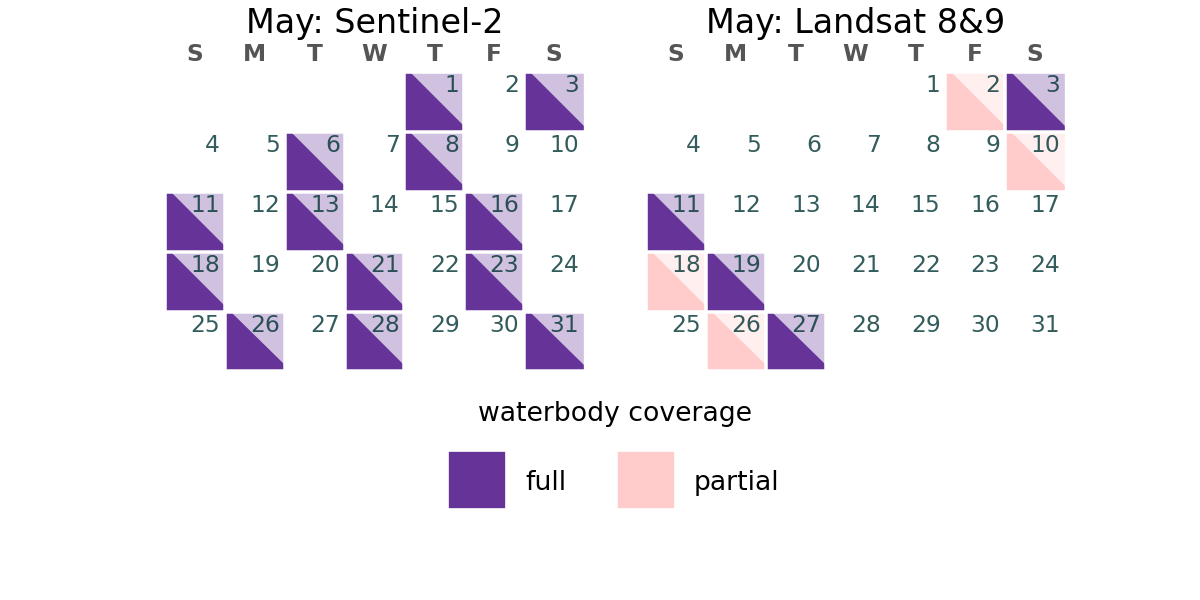 May: Sentinel-2
S M T W T F S
1 2 3
4 5 6 7 8 9 10
11 12 13 14 15 16 17
18 19 20 21 22 23 24
25 26 27 28 29 30 31
May: Landsat 8&9
S M T W T F S
1 2 3
4 5 6 7 8 9 10
11 12 13 14 15 16 17
18 19 20 21 22 23 24
25 26 27 28 29 30 31
waterbody coverage
full
partial